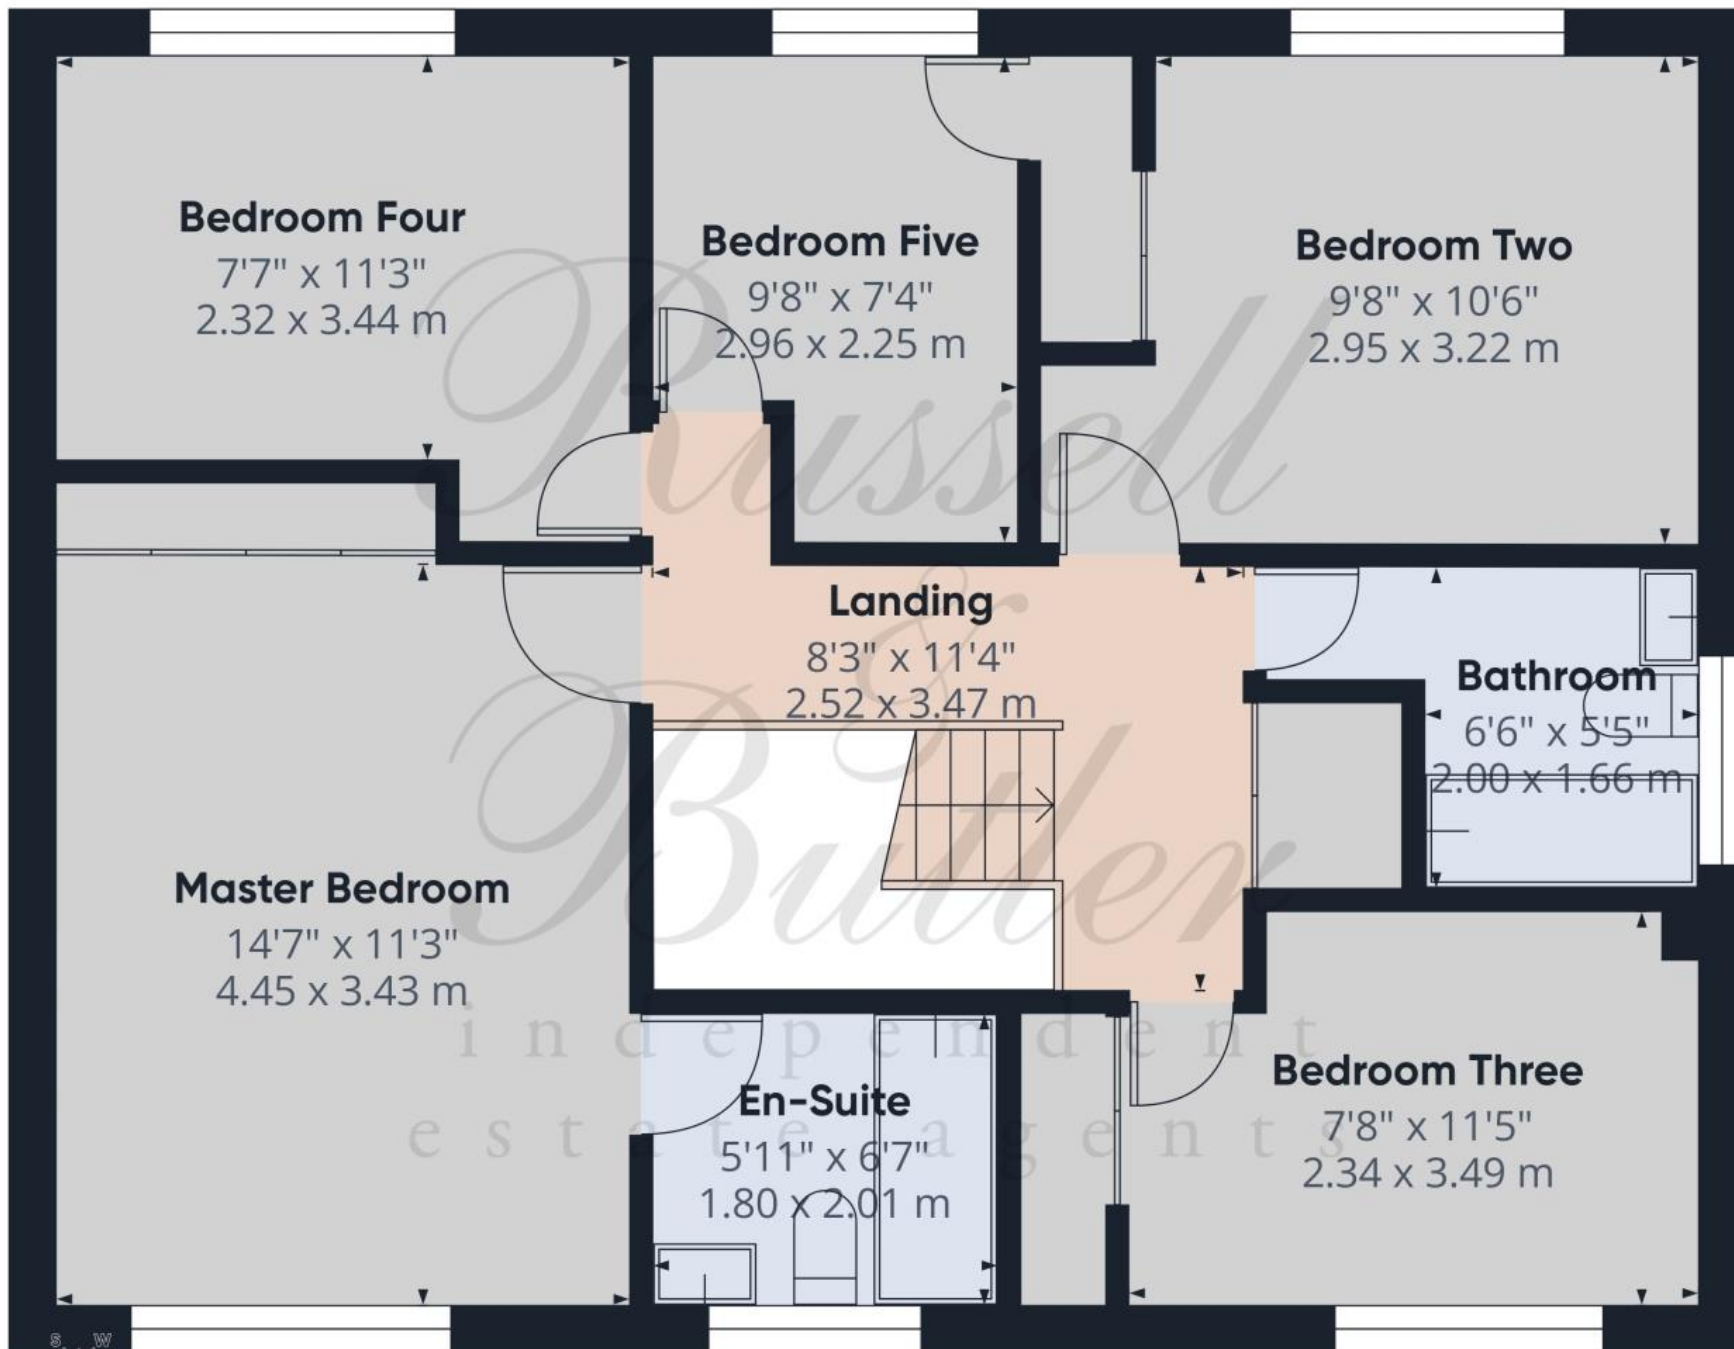 Bedroom Four
7'7" x 11'3"
2.32 x 3.44 m
Bedroom Five
9'8" x 7'4"
2.96 x 2.25 m
Bedroom Two
9'8" x 10'6"
2.95 x 3.22 m
Russell
&
Butler
independent
estate agents
Landing
8'3" x 11'4"
2.52 x 3.47 m
Bathroom
6'6" x 5'5"
2.00 x 1.66 m
Master Bedroom
14'7" x 11'3"
4.45 x 3.43 m
En-Suite
5'11" x 6'7"
1.80 x 2.01 m
Bedroom Three
7'8" x 11'5"
2.34 x 3.49 m
S W